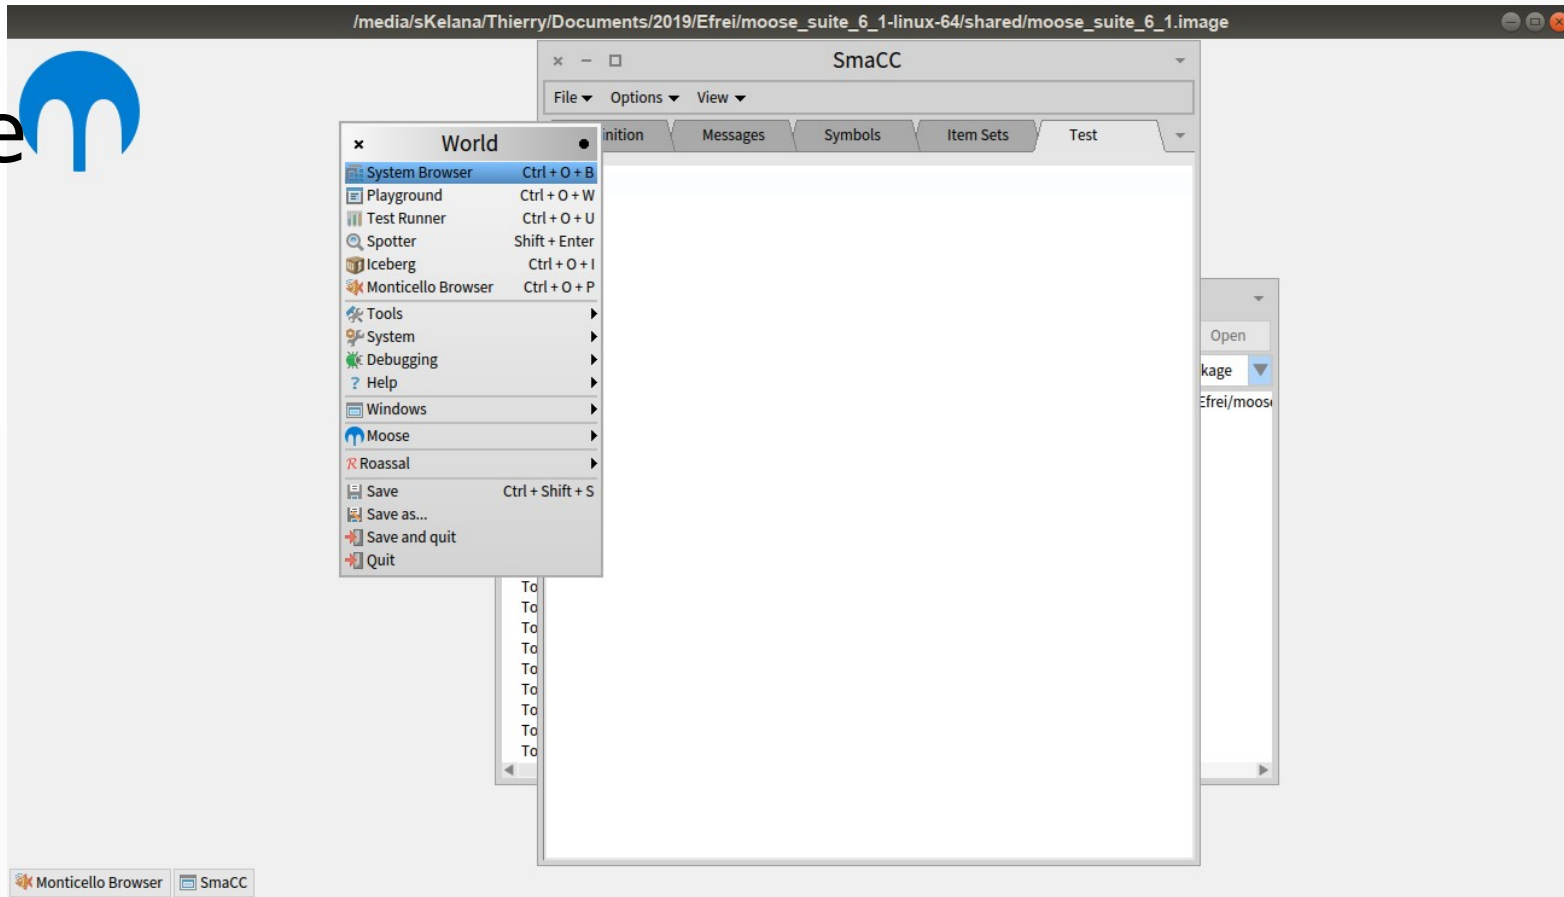 /media/sKelana/Thierry/Documents/2019/Efrei/moose_suite_6_1-linux-64/shared/moose_suite_6_1.image
e
SmaCC
File Options View
inition Messages Symbols Item Sets Test
World
System Browser Ctrl + O + B
Playground Ctrl + O + W
Test Runner Ctrl + O + U
Spotter Shift + Enter
Iceberg Ctrl + O + I
Monticello Browser Ctrl + O + P
Tools
System
Debugging
? Help
Windows
Moose
R Roassal
Save Ctrl + Shift + S
Save as...
Save and quit
Quit
Open
kage
Efrei/moose
To
To
To
To
To
To
To
To
To
Monticello Browser SmaCC